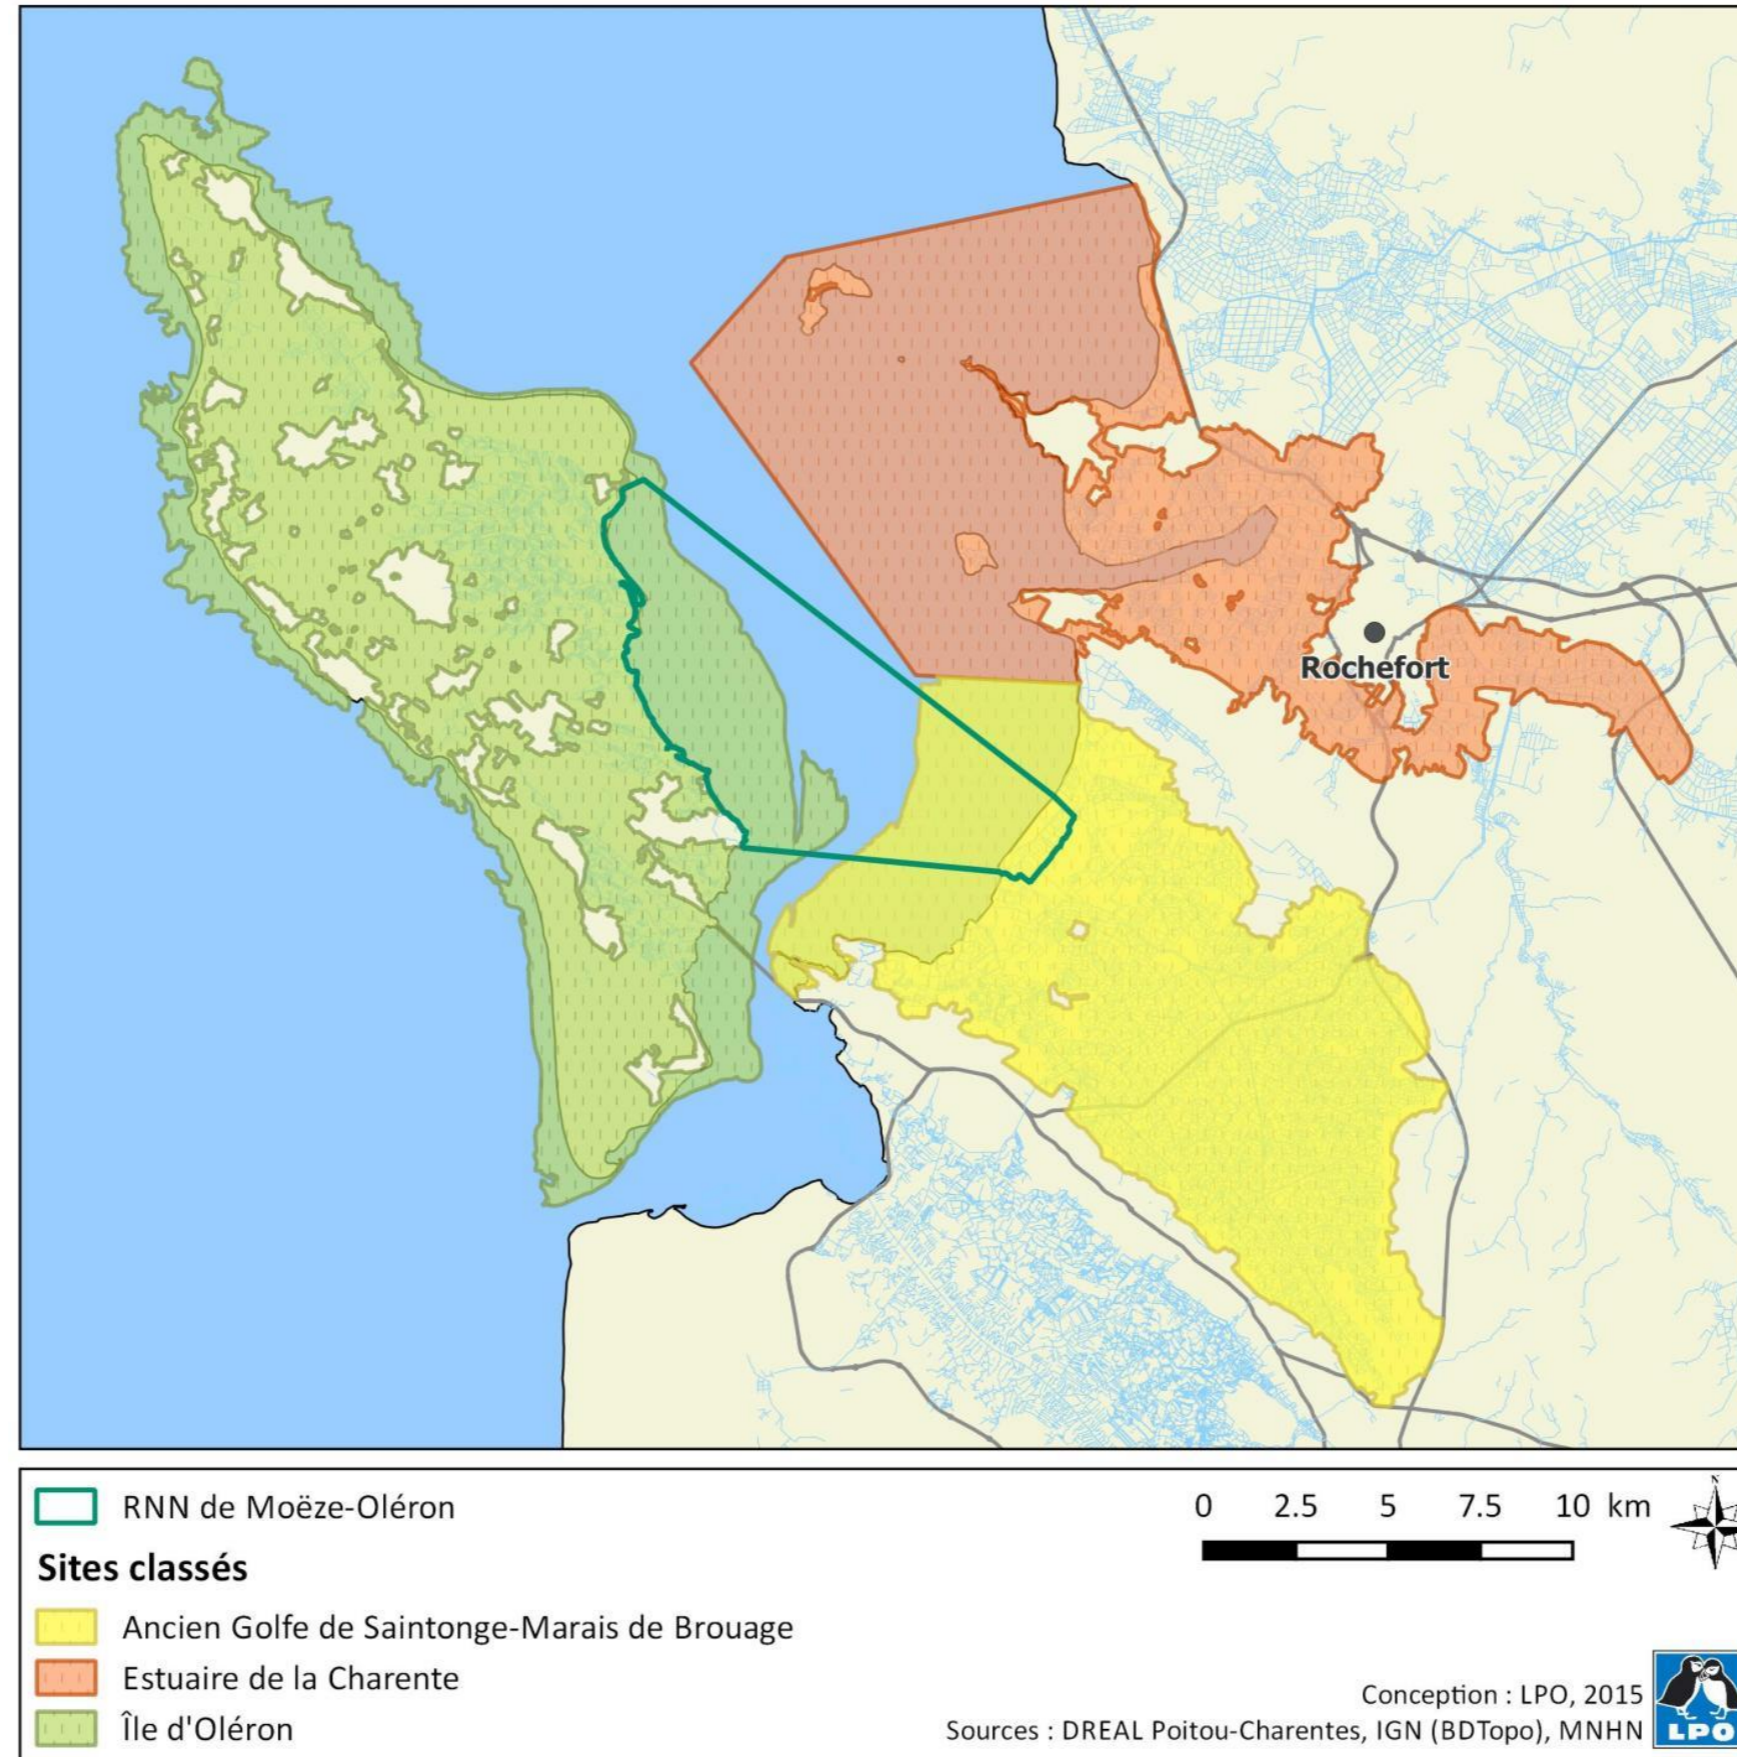 Rochefort
N
RNN de Moëze-Oléron
0 2.5 5 7.5 10 km
Sites classés
Ancien Golfe de Saintonge-Marais de Brouage
Estuaire de la Charente
Île d'Oléron
Conception : LPO, 2015
Sources : DREAL Poitou-Charentes, IGN (BDTopo), MNHN
LPO